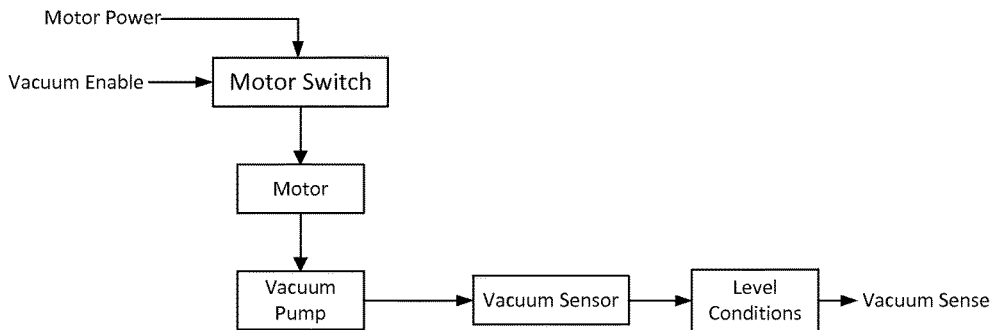 Motor Power
Vacuum Enable
Motor Switch
Motor
Vacuum
Pump
Vacuum Sensor
Level
Conditions
Vacuum Sense